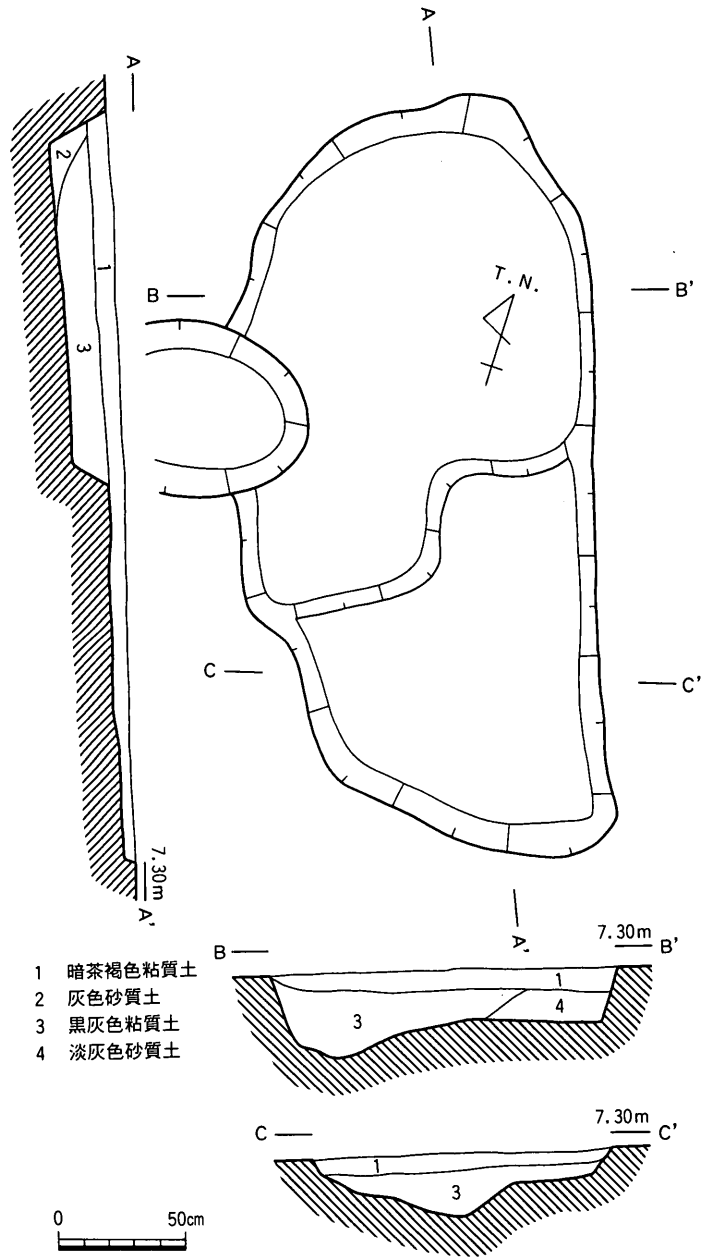 A
A
2
1
3
B
B'
T.N.
C
C'
7.30m
A'
A'
B
7.30m
B'
1
3
4
1 暗茶褐色粘質土
2 灰色砂質土
3 黒灰色粘質土
4 淡灰色砂質土
C
7.30m
C'
1
3
0 50cm